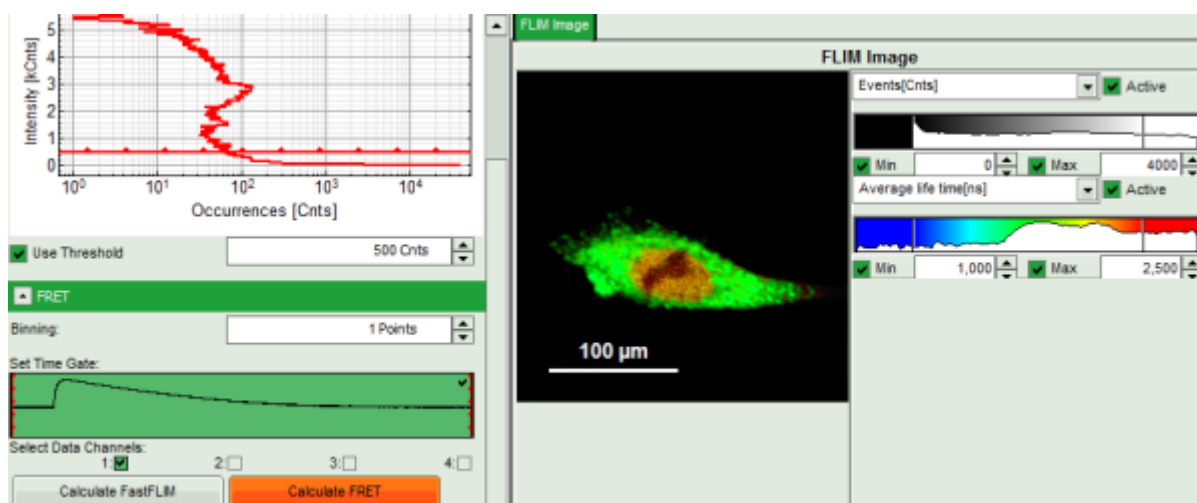 5
4
3
2
1
0
Intensity [kCnts]
10⁰ 10¹ 10² 10³ 10⁴
Occurrences [Cnts]
Use Threshold 500 Cnts
FRET
Binning: 1 Points
Set Time Gate:
Select Data Channels:
1: 2: 3: 4:
Calculate FastFLIM Calculate FRET
FLIM Image
FLIM Image
100 µm
Events[Cnts] Active
Min 0 Max 4000
Average life time[ns] Active
Min 1,000 Max 2,500